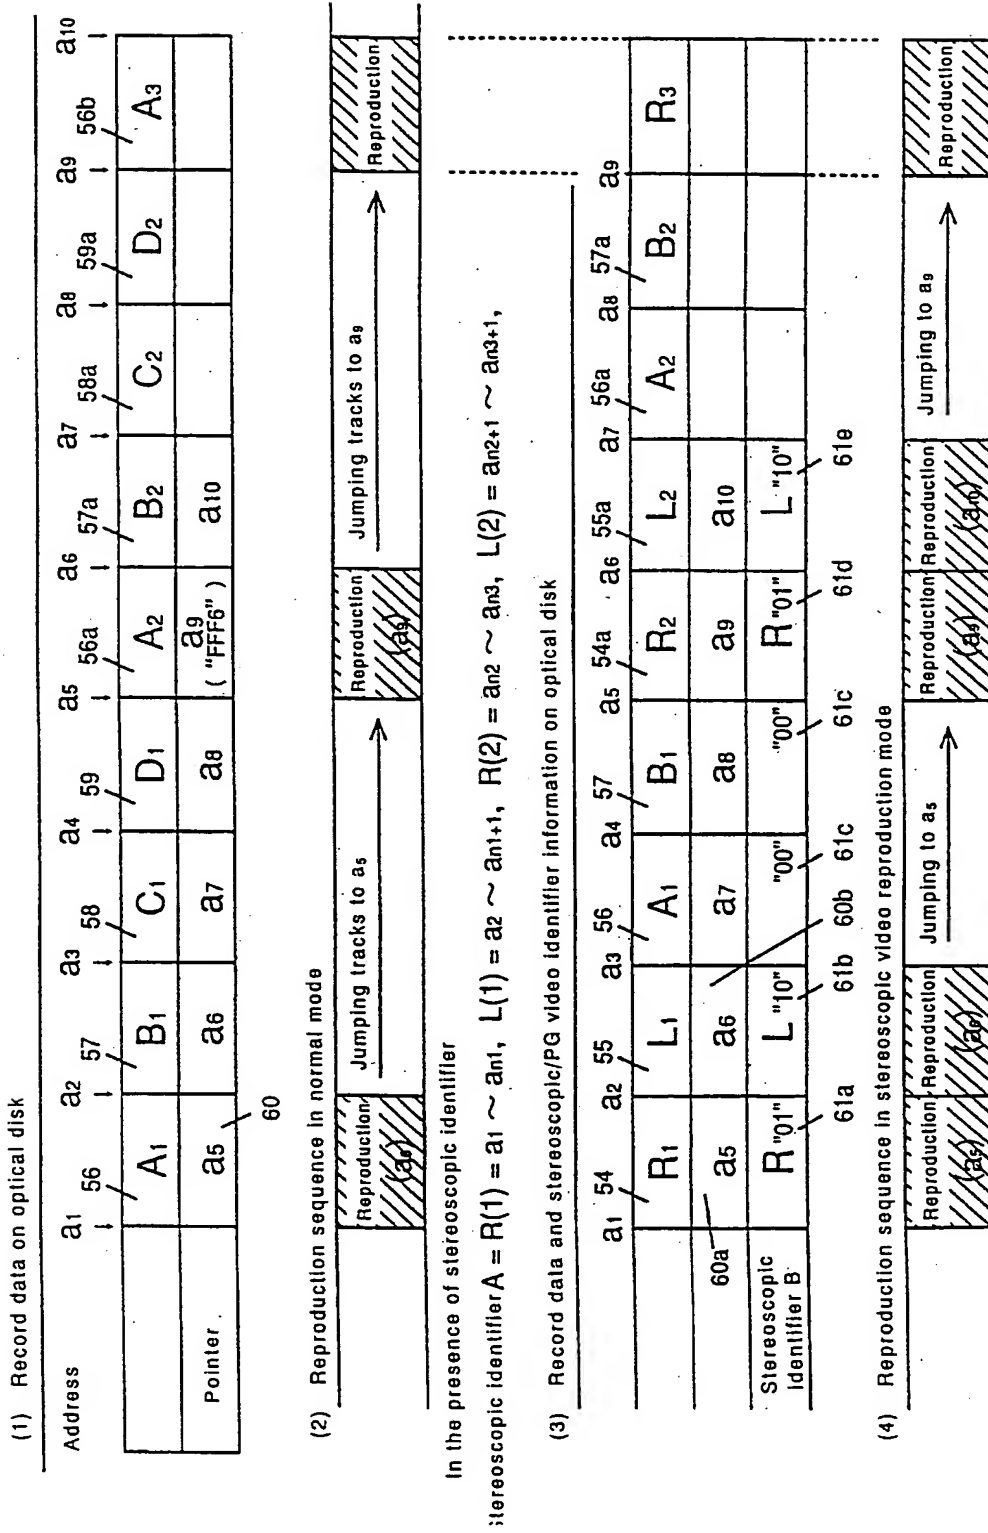 (1) Record data on optical disk
Address a1 a2 a3 a4 a5 a6 a7 a8 a9 a10
56 57 58 59 56a 57a 58a 59a 56b
A1 B1 C1 D1 A2 B2 C2 D2 A3
Pointer a5 a6 a7 a8 a9 ("FFF6") a10
60
(2) Reproduction sequence in normal mode
Reproduction Jumping tracks to a5 Reproduction (a9) Jumping tracks to a9 Reproduction
In the presence of stereoscopic identifier
stereoscopic identifier A = R(1) = a1 ~ an1, L(1) = a2 ~ an1+1, R(2) = an2 ~ an3, L(2) = an2+1 ~ an3+1,
(3) Record data and stereoscopic/PG video identifier information on optical disk
a1 a2 a3 a4 a5 a6 a7 a8 a9
54 55 56 57 54a 55a 56a 57a
R1 L1 A1 B1 R2 L2 A2 B2 R3
60a a5 a6 a7 a8 a9 a10
60b
Stereoscopic identifier B R "01" L "10" "00" "00" R "01" L "10"
61a 61b 61c 61c 61d 61e
(4) Reproduction sequence in stereoscopic video reproduction mode
Reproduction (a5) Reproduction (a6) Jumping to a5 Reproduction (a9) Reproduction (a10) Jumping to a9 Reproduction